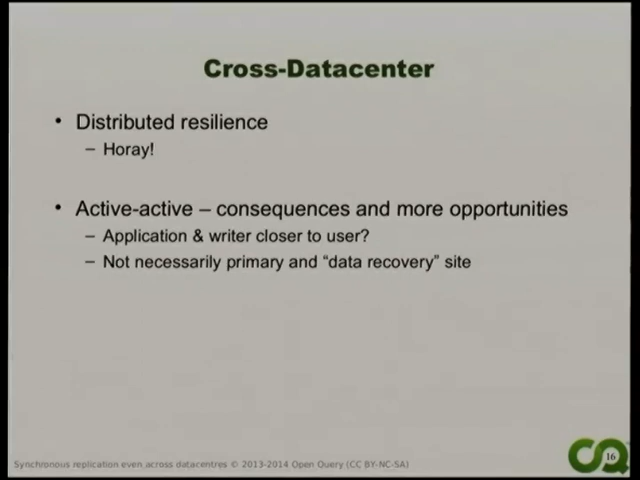 Cross-Datacenter
• Distributed resilience
– Horay!
• Active-active – consequences and more opportunities
– Application & writer closer to user?
– Not necessarily primary and “data recovery” site
Synchronous replication even across datacentres © 2013-2014 Open Query (CC BY-NC-SA)
16